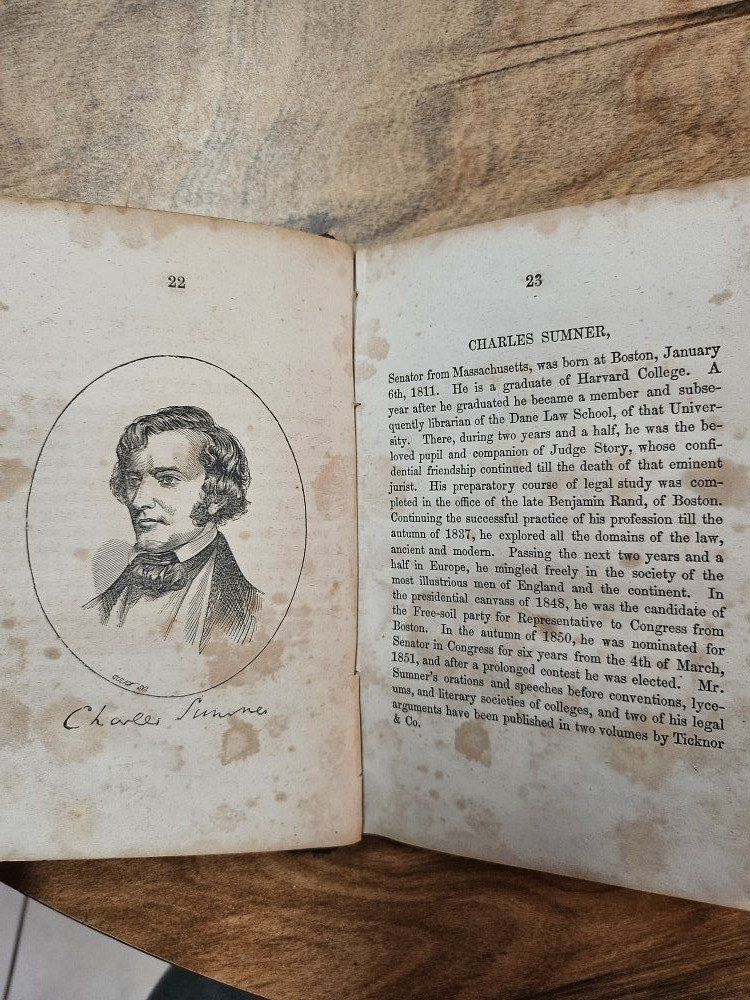 22
Charles Sumner
23
CHARLES SUMNER,
Senator from Massachusetts, was born at Boston, January
6th, 1811. He is a graduate of Harvard College. A
year after he graduated he became a member and subse-
quently librarian of the Dane Law School, of that Univer-
sity. There, during two years and a half, he was the be-
loved pupil and companion of Judge Story, whose confi-
dential friendship continued till the death of that eminent
jurist. His preparatory course of legal study was com-
pleted in the office of the late Benjamin Rand, of Boston.
Continuing the successful practice of his profession till the
autumn of 1837, he explored all the domains of the law,
ancient and modern. Passing the next two years and a
half in Europe, he mingled freely in the society of the
most illustrious men of England and the continent. In
the presidential canvass of 1848, he was the candidate of
the Free-soil party for Representative to Congress from
Boston. In the autumn of 1850, he was nominated for
Senator in Congress for six years from the 4th of March,
1851, and after a prolonged contest he was elected. Mr.
Sumner's orations and speeches before conventions, lyce-
ums, and literary societies of colleges, and two of his legal
arguments have been published in two volumes by Ticknor
& Co.